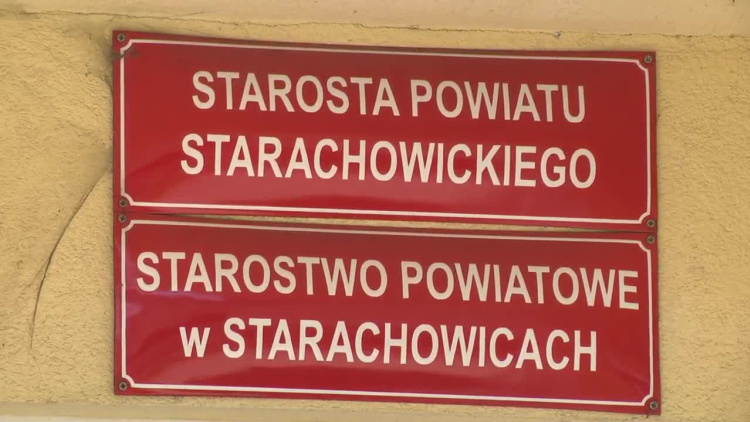 STAROSTA POWIATU
STARACHOWICKIEGO
STAROSTWO POWIATOWE
w STARACHOWICACH